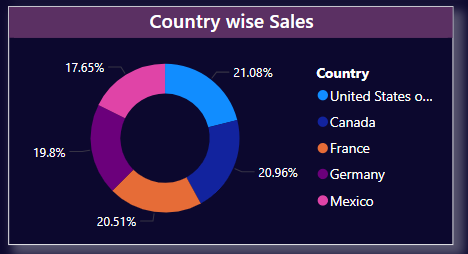 Country wise Sales
17.65%
21.08%
19.8%
20.96%
20.51%
Country
United States o...
Canada
France
Germany
Mexico